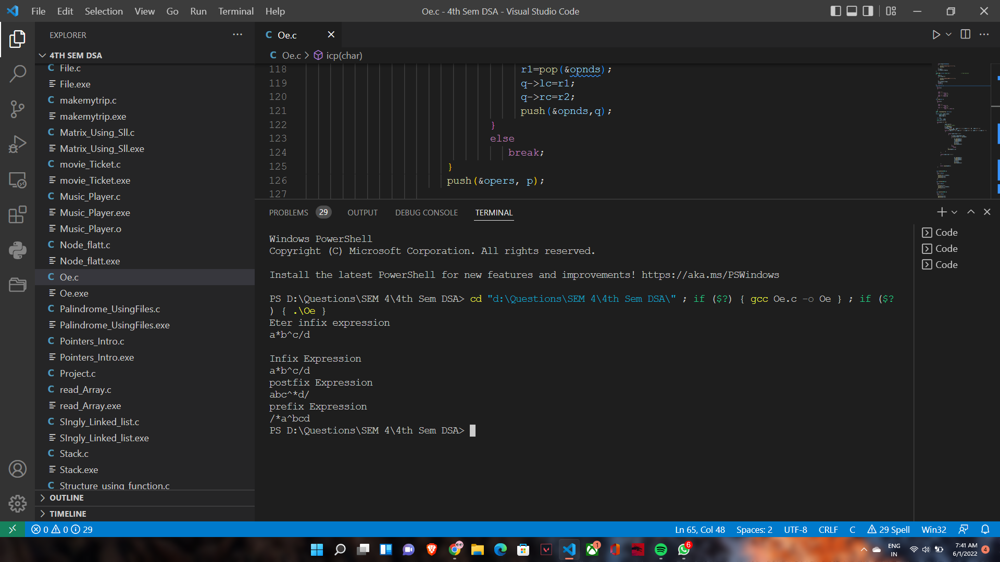 File Edit Selection View Go Run Terminal Help
Oe.c - 4th Sem DSA - Visual Studio Code
EXPLORER
4TH SEM DSA
File.c
File.exe
makemytrip.c
makemytrip.exe
Matrix_Using_Sll.c
Matrix_Using_Sll.exe
movie_Ticket.c
movie_Ticket.exe
Music_Player.c
Music_Player.exe
Music_Player.o
Node_flatt.c
Node_flatt.exe
Oe.c
Oe.exe
Palindrome_UsingFiles.c
Palindrome_UsingFiles.exe
Pointers_Intro.c
Pointers_Intro.exe
Project.c
read_Array.c
read_Array.exe
SIngly_Linked_list.c
SIngly_Linked_list.exe
Stack.c
Stack.exe
Structure_using_function.c
OUTLINE
TIMELINE
C Oe.c
C Oe.c > icp(char)
118 r1=pop(&opnds);
119 q->lc=r1;
120 q->rc=r2;
121 push(&opnds,q);
122 }
123 else
124 break;
125 }
126 push(&opers, p);
127
PROBLEMS 29 OUTPUT DEBUG CONSOLE TERMINAL
Windows PowerShell
Copyright (C) Microsoft Corporation. All rights reserved.
Install the latest PowerShell for new features and improvements! https://aka.ms/PSWindows
PS D:\Questions\SEM 4\4th Sem DSA> cd "d:\Questions\SEM 4\4th Sem DSA\" ; if ($?) { gcc Oe.c -o Oe } ; if ($?
) { .\Oe }
Eter infix expression
a*b^c/d
Infix Expression
a*b^c/d
postfix Expression
abc^*d/
prefix Expression
/*a^bcd
PS D:\Questions\SEM 4\4th Sem DSA>
Code
Code
Code
0 0 29
Ln 65, Col 48 Spaces: 2 UTF-8 CRLF C 29 Spell Win32
1
6
ENG
IN
7:41 AM
6/1/2022
4